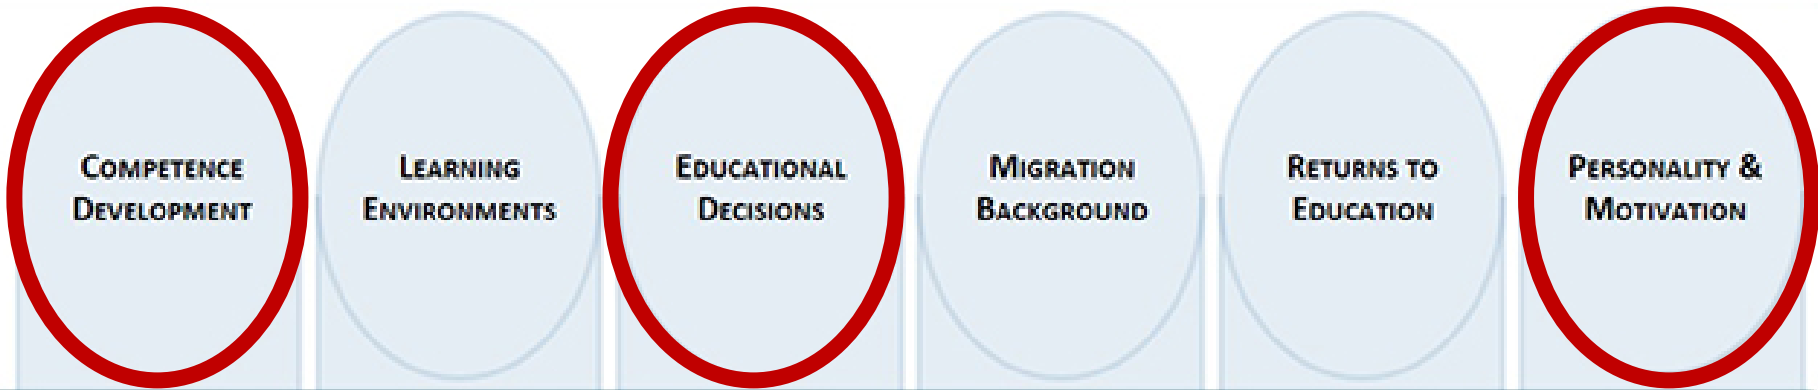 COMPETENCE
DEVELOPMENT
LEARNING
ENVIRONMENTS
EDUCATIONAL
DECISIONS
MIGRATION
BACKGROUND
RETURNS TO
EDUCATION
PERSONALITY &
MOTIVATION